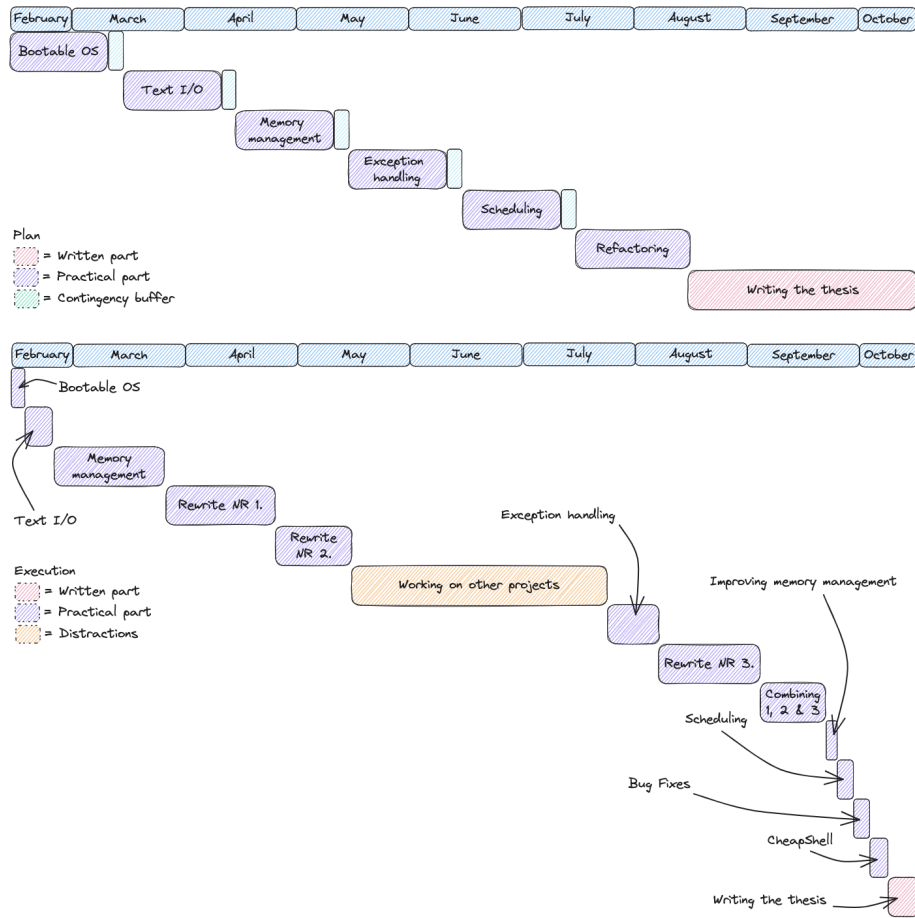 February March April May June July August September October
Bootable OS
Text I/O
Memory
management
Exception
handling
Scheduling
Refactoring
Writing the thesis
Plan
= Written part
= Practical part
= Contingency buffer
February March April May June July August September October
Bootable OS
Text I/O
Memory
management
Rewrite NR 1.
Rewrite
NR 2.
Working on other projects
Exception handling
Execution
= Written part
= Practical part
= Distractions
Rewrite NR 3.
Combining
1, 2 & 3
Improving memory management
Scheduling
Bug Fixes
CheapShell
Writing the thesis